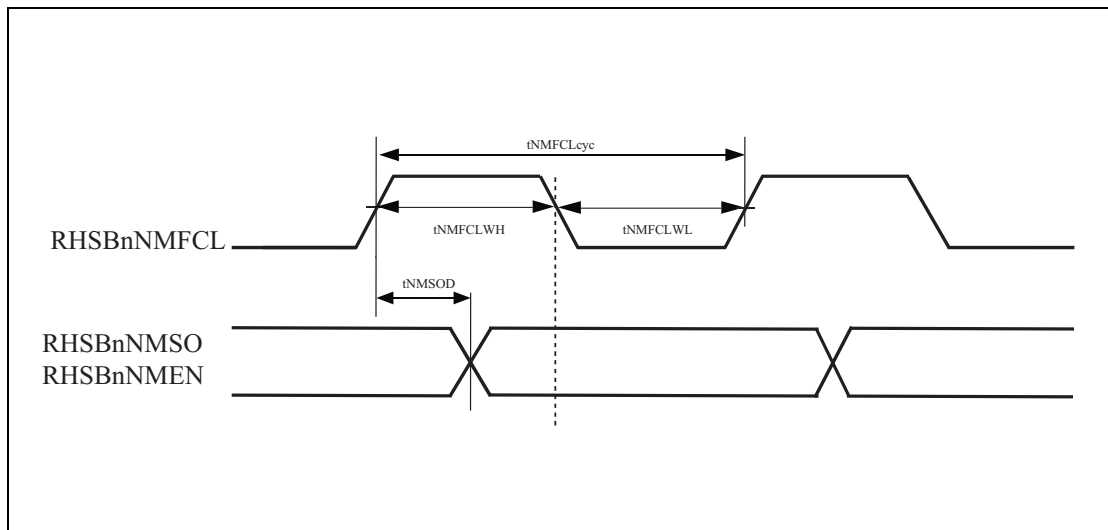 tNMFCLcyc
RHSBnNMFCL
tNMFCLWH
tNMFCLWL
tNMSOD
RHSBnNMSO
RHSBnNMEN